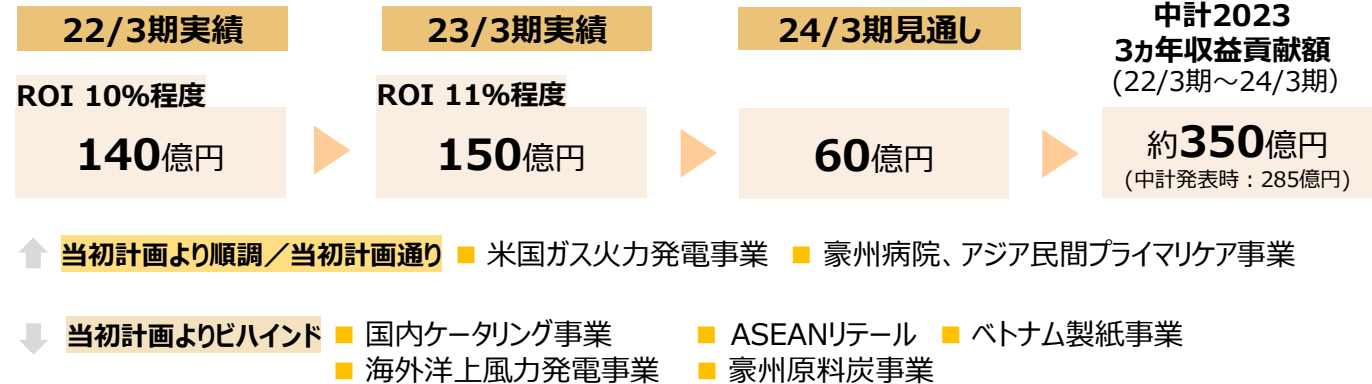 22/3期実績
23/3期実績
24/3期見通し
中計2023
3ヵ年収益貢献額
(22/3期～24/3期）
ROI 10%程度
ROI 11%程度
140億円
150億円
60億円
約350億円
(中計発表時：285億円)
当初計画より順調／当初計画通り ■ 米国ガス火力発電事業 ■ 豪州病院、アジア民間プライマリケア事業
当初計画よりビハインド ■ 国内ケータリング事業 ■ ASEANリテール ■ ベトナム製紙事業
■ 海外洋上風力発電事業 ■ 豪州原料炭事業